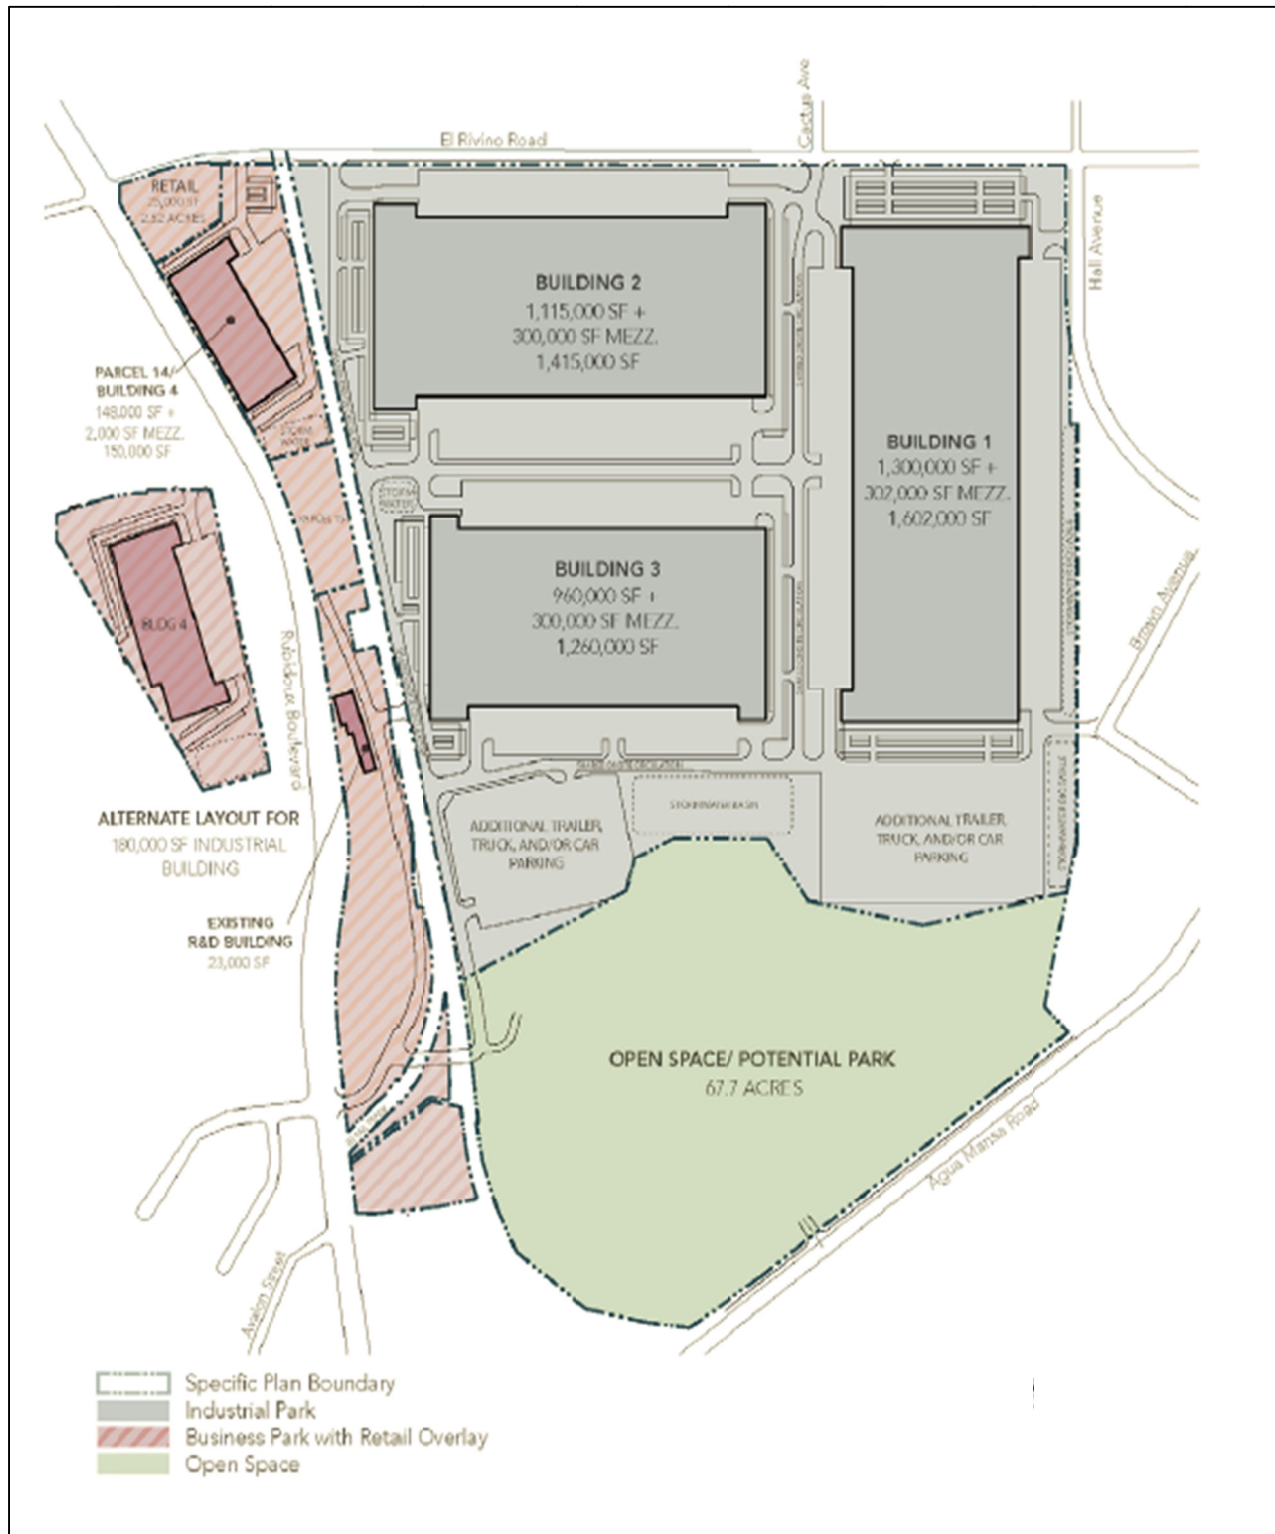 El Rivino Road
Cactus Ave
Hall Avenue
RETAIL
25,000 SF
2.82 ACRES
BUILDING 2
1,115,000 SF +
300,000 SF MEZZ.
1,415,000 SF
PARCEL 14/
BUILDING 4
148,000 SF +
2,000 SF MEZZ.
150,000 SF
STORM
WATER
BUILDING 1
1,300,000 SF +
302,000 SF MEZZ.
1,602,000 SF
STORM
WATER
BUILDING 3
960,000 SF +
300,000 SF MEZZ.
1,260,000 SF
BLDG 4
Rubidoux Boulevard
Brown Avenue
ALTERNATE LAYOUT FOR
180,000 SF INDUSTRIAL
BUILDING
STORMWATER BASIN
ADDITIONAL TRAILER,
TRUCK, AND/OR CAR
PARKING
ADDITIONAL TRAILER,
TRUCK, AND/OR CAR
PARKING
EXISTING
R&D BUILDING
23,000 SF
OPEN SPACE/ POTENTIAL PARK
67.7 ACRES
Agua Mansa Road
Avalon Street
Specific Plan Boundary
Industrial Park
Business Park with Retail Overlay
Open Space